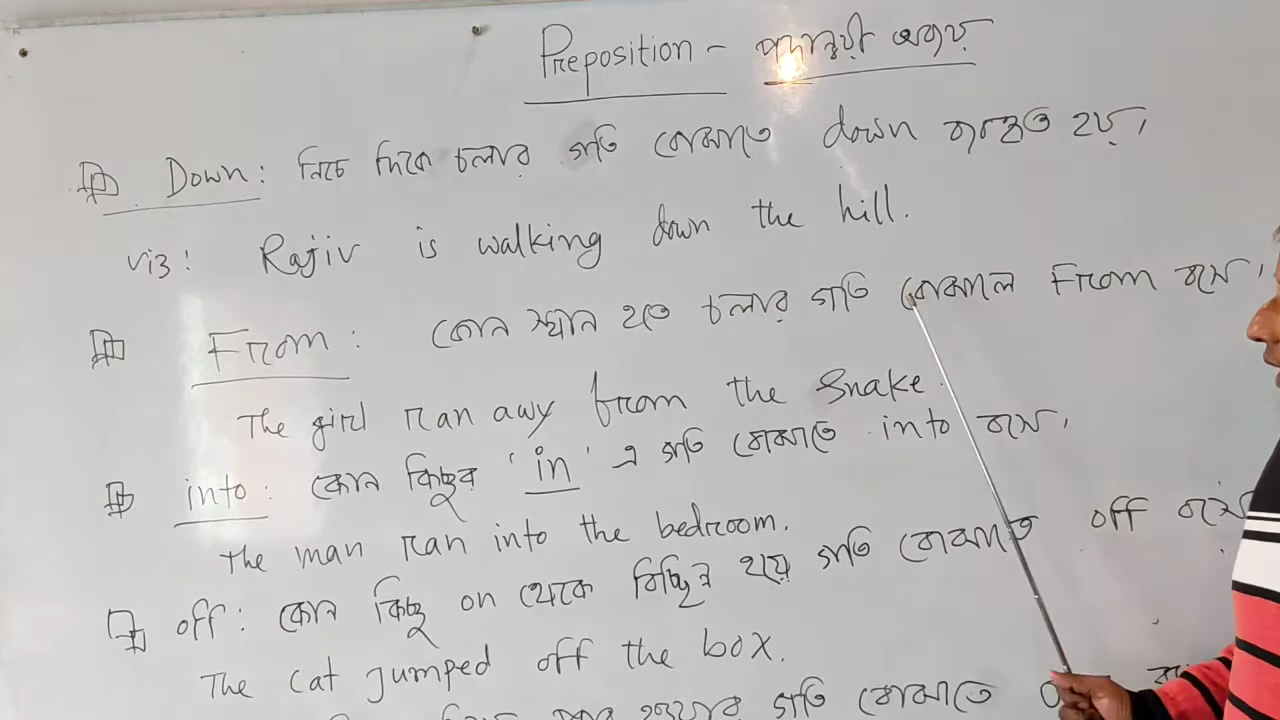 Preposition - পদান্বয়ী অব্যয়
Down: নিচে দিকে চলার গতি বোঝাতে down ব্যবহৃত হয়।
viz: Rajiv is walking down the hill.
From: কোন স্থান হতে চলার গতি বোঝালে From বসে।
The girl ran awy from the snake.
into: কোন কিছুর 'in' এ গতি বোঝাতে into বসে।
The man ran into the bedroom.
off: কোন কিছু on থেকে বিচ্ছিন্ন হয়ে গতি বোঝাতে off বসে
The cat jumped off the box.
গতি বোঝাতে